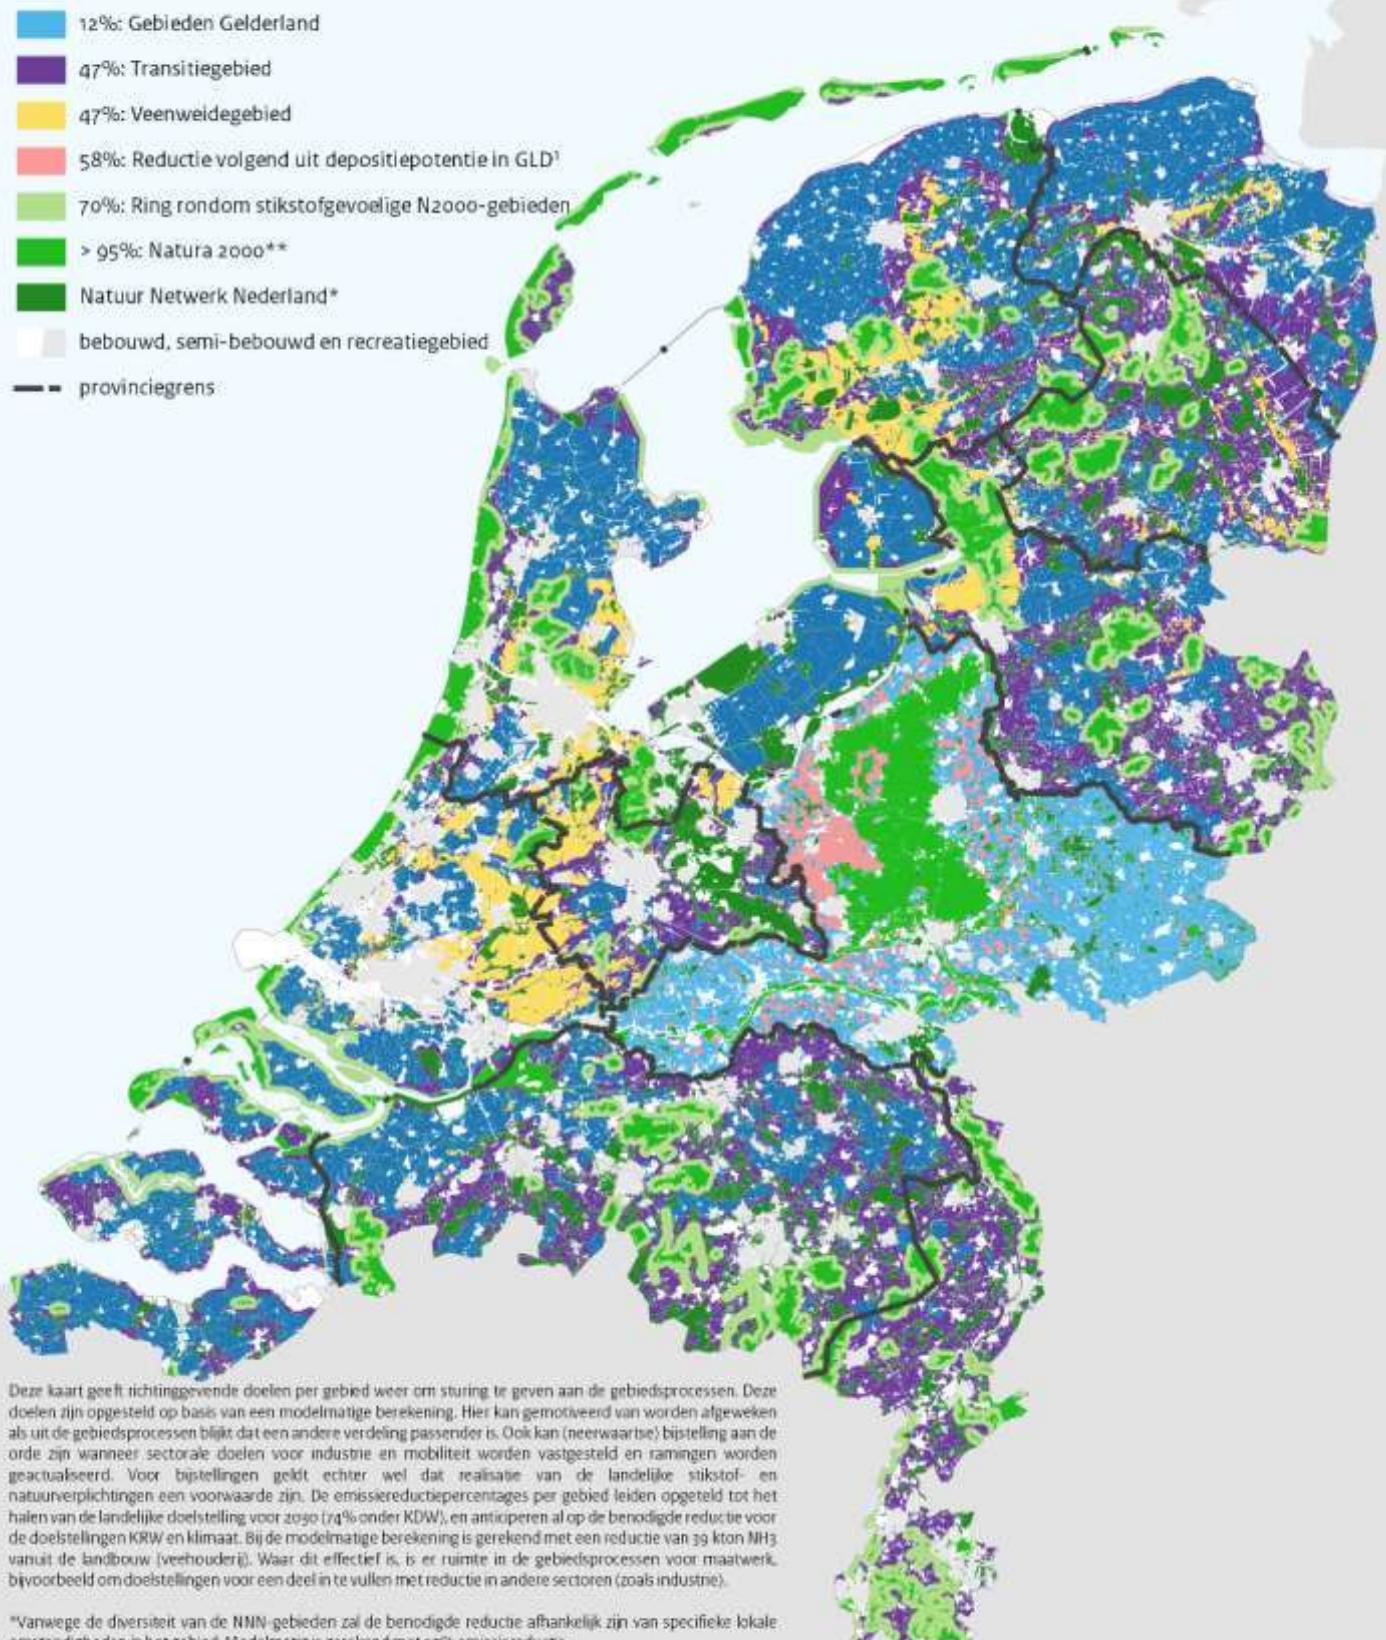 12%: Gebieden Gelderland
47%: Transitiegebied
47%: Veenweidegebied
58%: Reductie volgend uit depositiepotentie in GLD¹
70%: Ring rondom stikstofgevoelige N2000-gebieden
> 95%: Natura 2000**
Natuur Netwerk Nederland*
bebouwd, semi-bebouwd en recreatiegebied
provinciegrens
Deze kaart geeft richtinggevende doelen per gebied weer om sturing te geven aan de gebiedsprocessen. Deze
doelen zijn opgesteld op basis van een modelmatige berekening. Hier kan gemotiveerd van worden afgeweken
als uit de gebiedsprocessen blijkt dat een andere verdeling passender is. Ook kan (neerwaartse) bijstelling aan de
orde zijn wanneer sectorale doelen voor industrie en mobiliteit worden vastgesteld en ramingen worden
geactualiseerd. Voor bijstellingen geldt echter wel dat realisatie van de landelijke stikstof- en
natuurverplichtingen een voorwaarde zijn. De emissiereductiepercentages per gebied leiden opgeteld tot het
halen van de landelijke doelstelling voor 2030 (74% onder KDW), en anticiperen al op de benodigde reductie voor
de doelstellingen KRW en klimaat. Bij de modelmatige berekening is gerekend met een reductie van 39 kton NH3
vanuit de landbouw (veehouderij). Waar dit effectief is, is er ruimte in de gebiedsprocessen voor maatwerk,
bijvoorbeeld om doelstellingen voor een deel in te vullen met reductie in andere sectoren (zoals industrie).
*Vanwege de diversiteit van de NNN-gebieden zal de benodigde reductie afhankelijk zijn van specifieke lokale